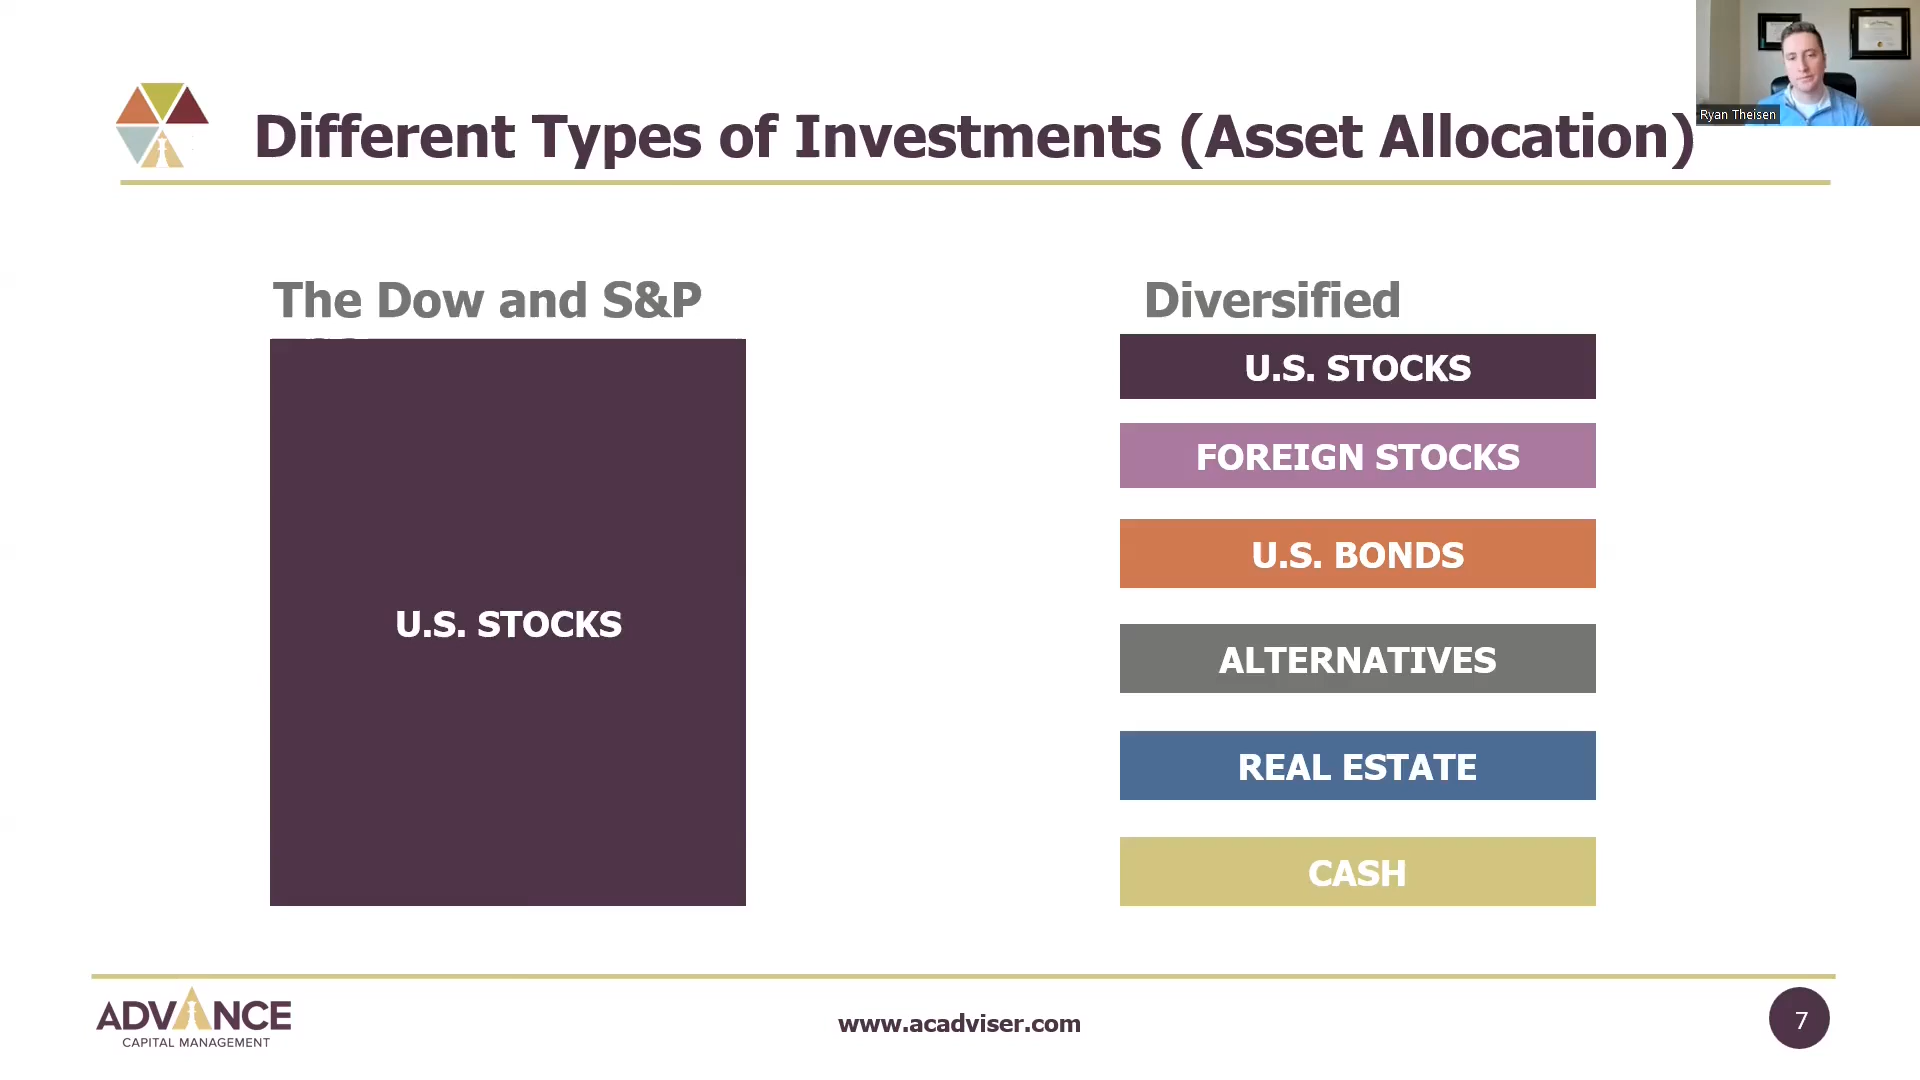 Ryan Theisen
Different Types of Investments (Asset Allocation)
The Dow and S&P
U.S. STOCKS
Diversified
U.S. STOCKS
FOREIGN STOCKS
U.S. BONDS
ALTERNATIVES
REAL ESTATE
CASH
ADVANCE
CAPITAL MANAGEMENT
www.acadviser.com
7